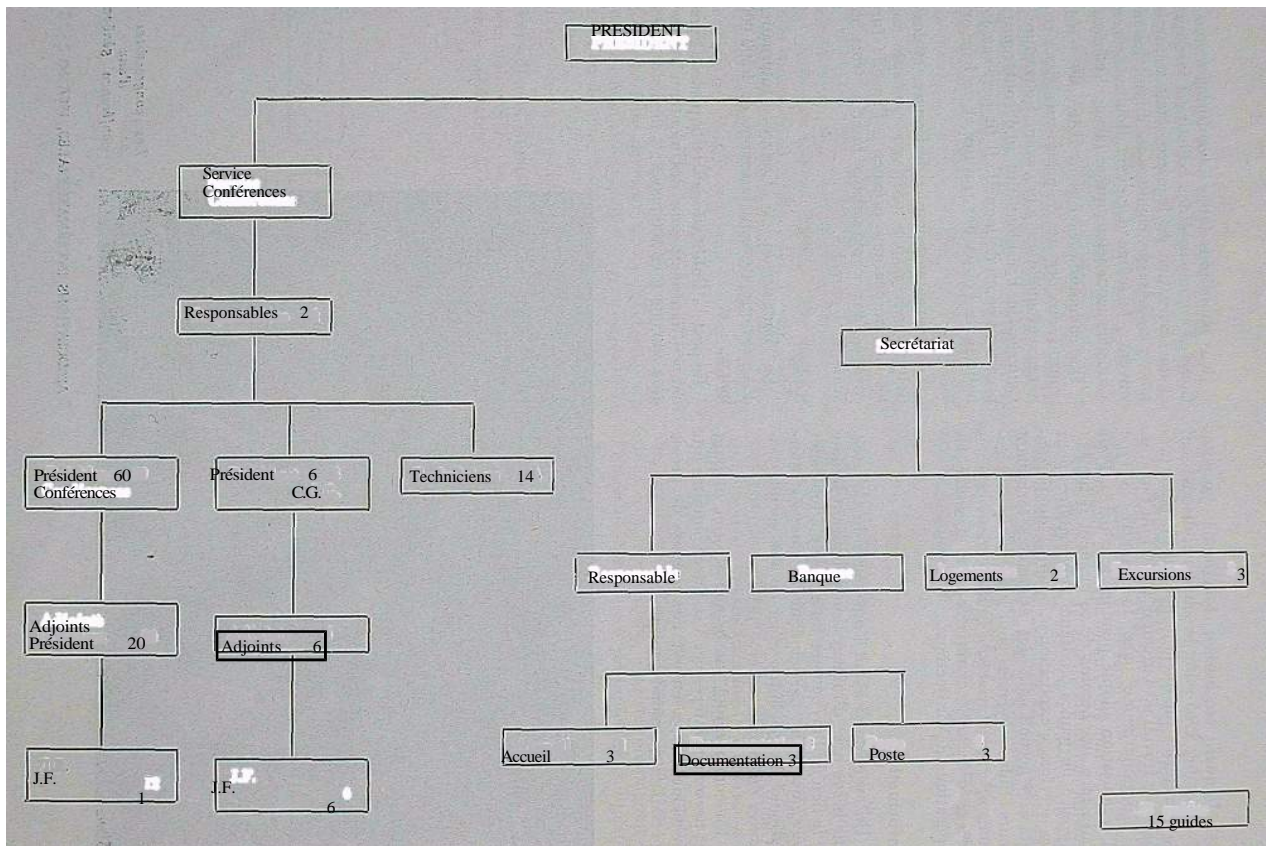 PRESIDENT
Service
Conférences
Responsables 2
Secrétariat
Président 60
Conférences
Président 6
C.G.
Techniciens 14
Responsable
Banque
Logements 2
Excursions 3
Adjoints
Président 20
Adjoints 6
Accueil 3
Documentation 3
Poste 3
J.F.
1
J.F.
6
15 guides